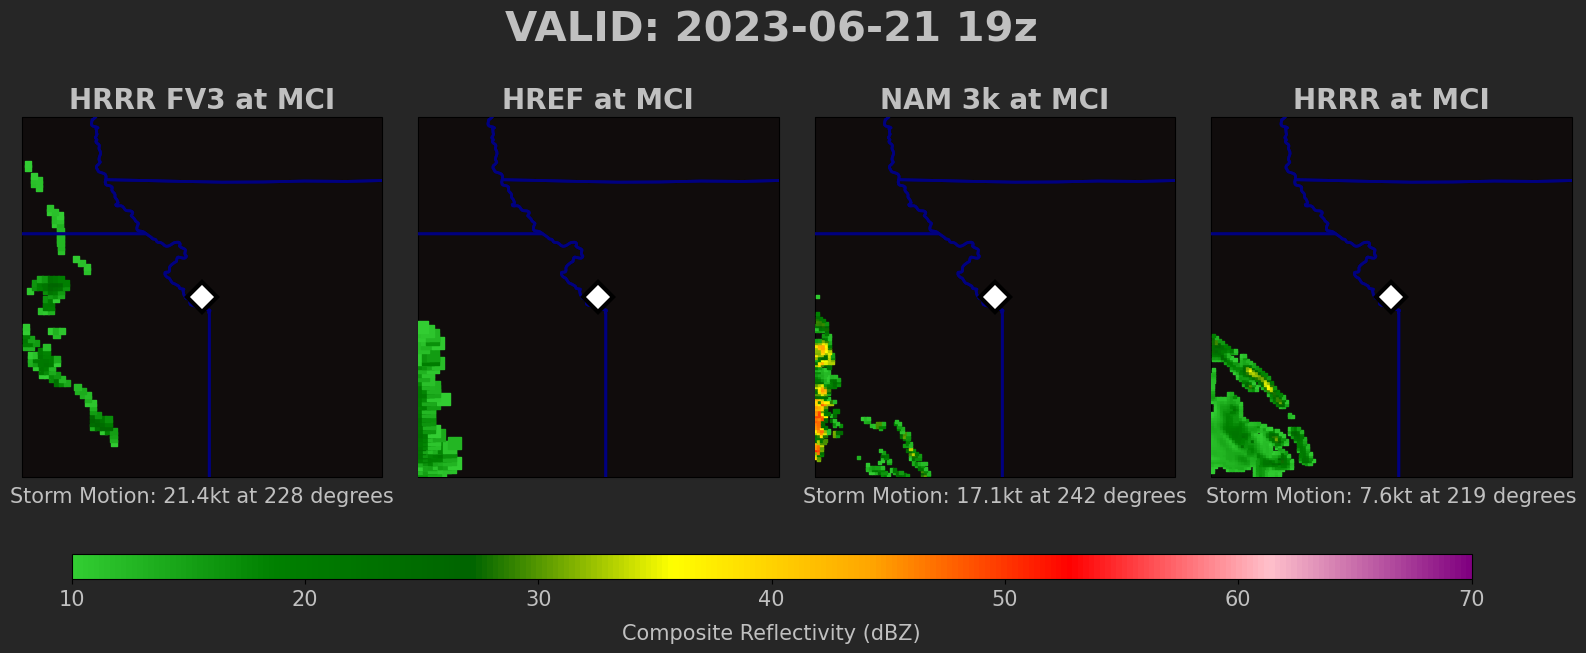 VALID: 2023-06-21 19z
HRRR FV3 at MCI
HREF at MCI
NAM 3k at MCI
HRRR at MCI
Storm Motion: 21.4kt at 228 degrees
Storm Motion: 17.1kt at 242 degrees
Storm Motion: 7.6kt at 219 degrees
10 20 30 40 50 60 70
Composite Reflectivity (dBZ)